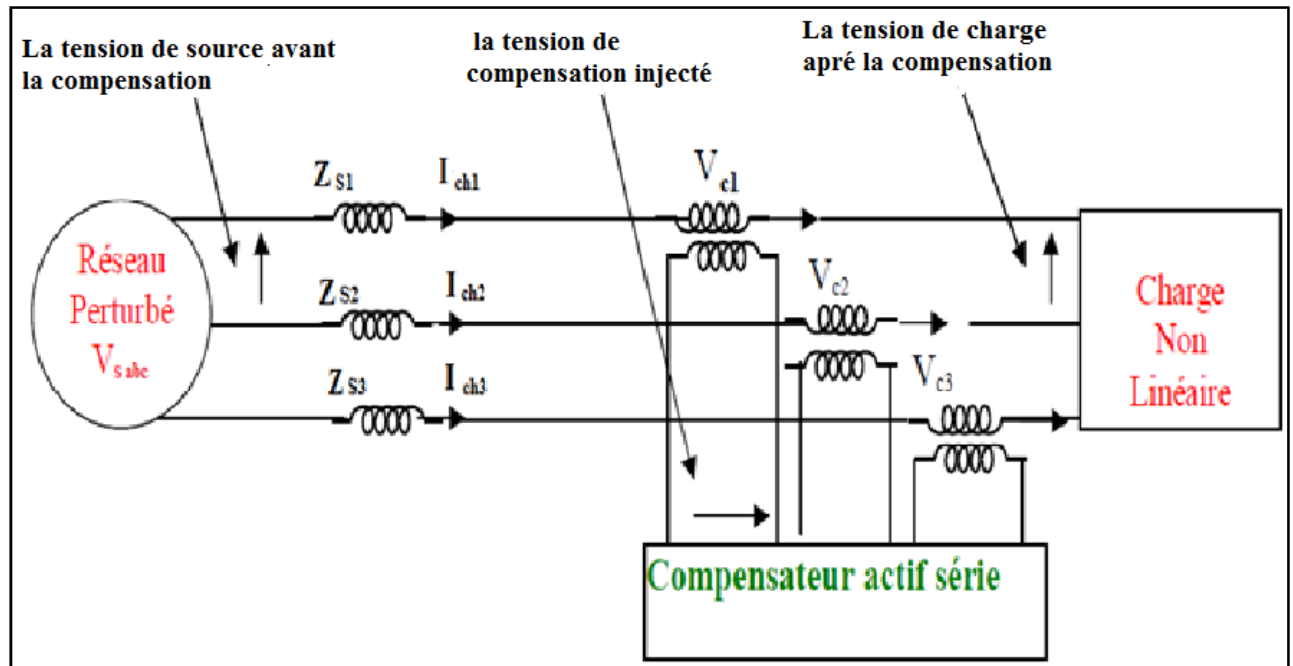 La tension de source avant
la compensation
la tension de
compensation injecté
La tension de charge
apré la compensation
Z S1
I ch1
V c1
Réseau
Perturbé
V s abc
Z S2
I ch2
V c2
Charge
Non
Linéaire
Z S3
I ch3
V c3
Compensateur actif série